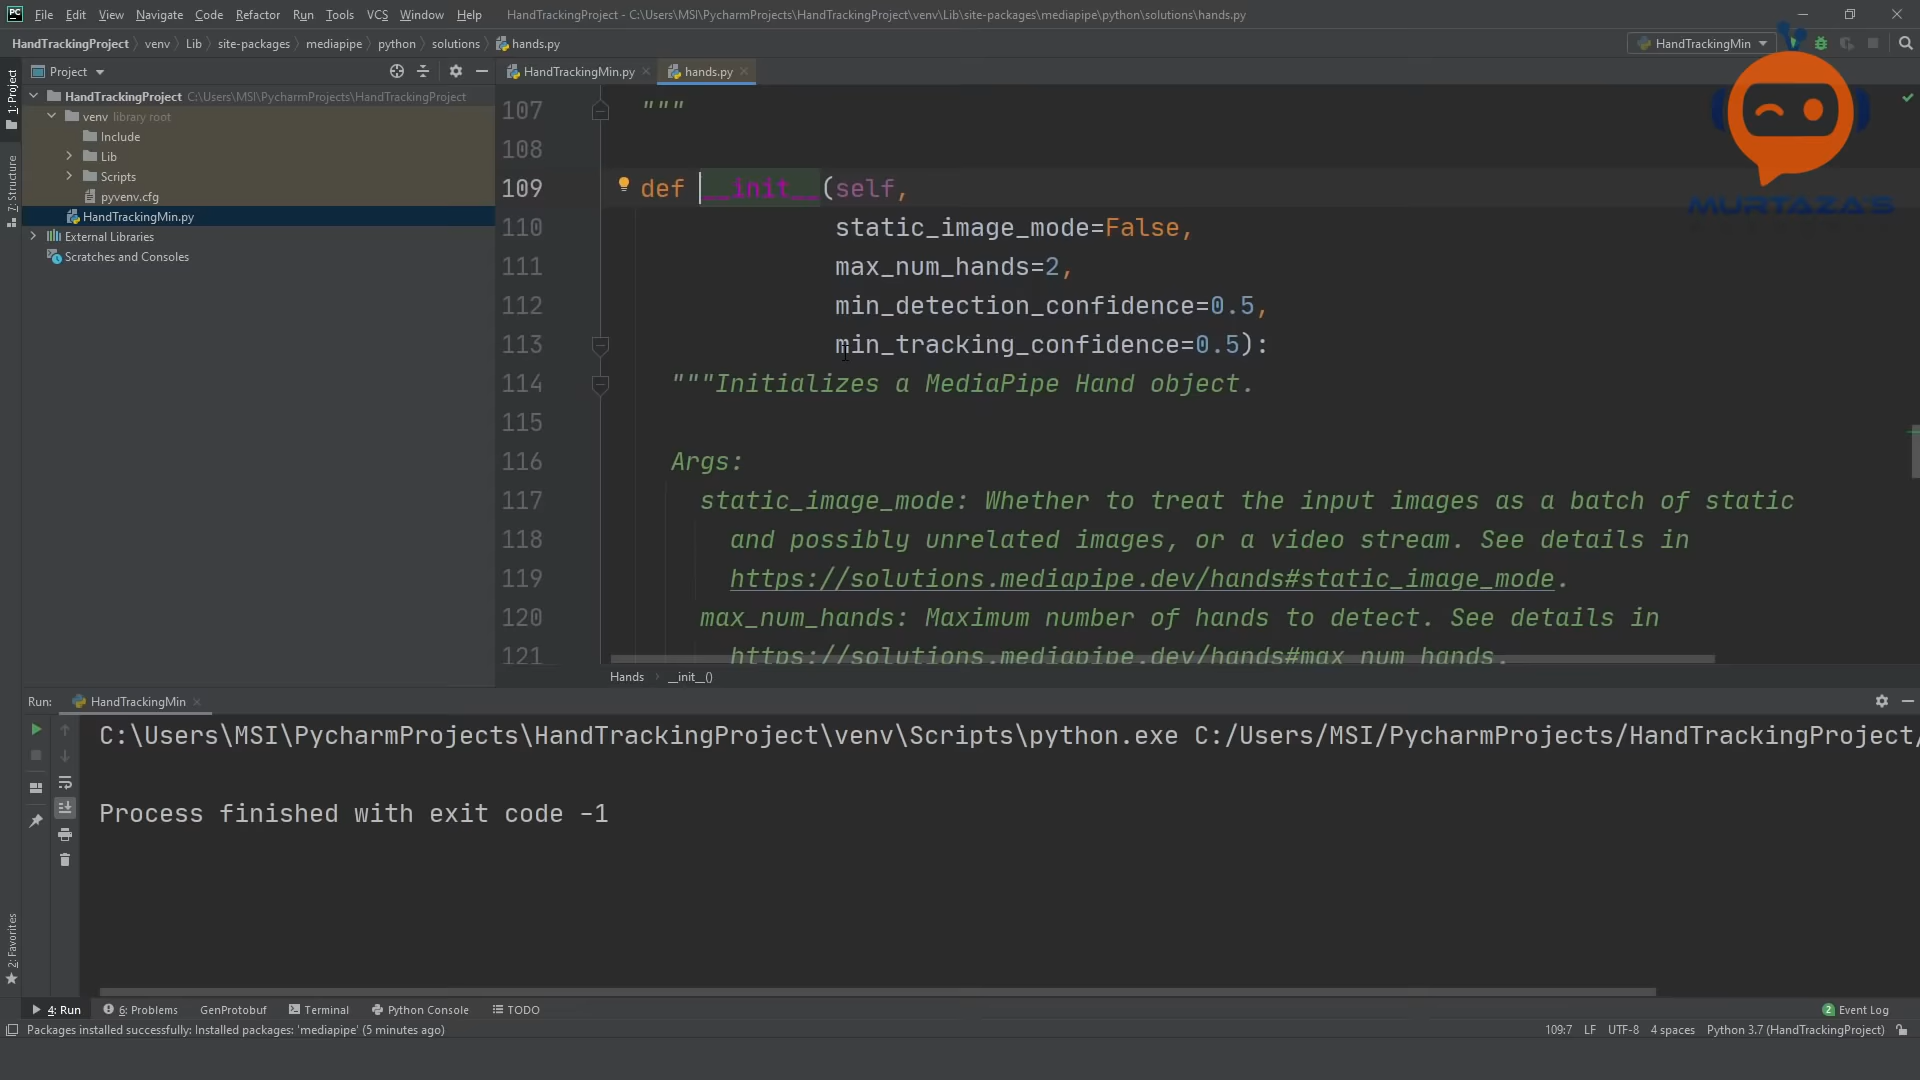 File Edit View Navigate Code Refactor Run Tools VCS Window Help HandTrackingProject - C:\Users\MSI\PycharmProjects\HandTrackingProject\venv\Lib\site-packages\mediapipe\python\solutions\hands.py
HandTrackingProject venv Lib site-packages mediapipe python solutions hands.py HandTrackingMin
Project HandTrackingMin.py hands.py
1: Project
7: Structure
2: Favorites
HandTrackingProject C:\Users\MSI\PycharmProjects\HandTrackingProject
venv library root
Include
Lib
Scripts
pyvenv.cfg
HandTrackingMin.py
External Libraries
Scratches and Consoles
MURTAZA'S
107 """
108
109 def __init__(self,
110 static_image_mode=False,
111 max_num_hands=2,
112 min_detection_confidence=0.5,
113 min_tracking_confidence=0.5):
114 """Initializes a MediaPipe Hand object.
115
116 Args:
117 static_image_mode: Whether to treat the input images as a batch of static
118 and possibly unrelated images, or a video stream. See details in
119 https://solutions.mediapipe.dev/hands#static_image_mode.
120 max_num_hands: Maximum number of hands to detect. See details in
121 https://solutions.mediapipe.dev/hands#max_num_hands.
Hands __init__()
Run: HandTrackingMin
C:\Users\MSI\PycharmProjects\HandTrackingProject\venv\Scripts\python.exe C:/Users/MSI/PycharmProjects/HandTrackingProject/
Process finished with exit code -1
4: Run 6: Problems GenProtobuf Terminal Python Console TODO 2 Event Log
Packages installed successfully: Installed packages: 'mediapipe' (5 minutes ago) 109:7 LF UTF-8 4 spaces Python 3.7 (HandTrackingProject)